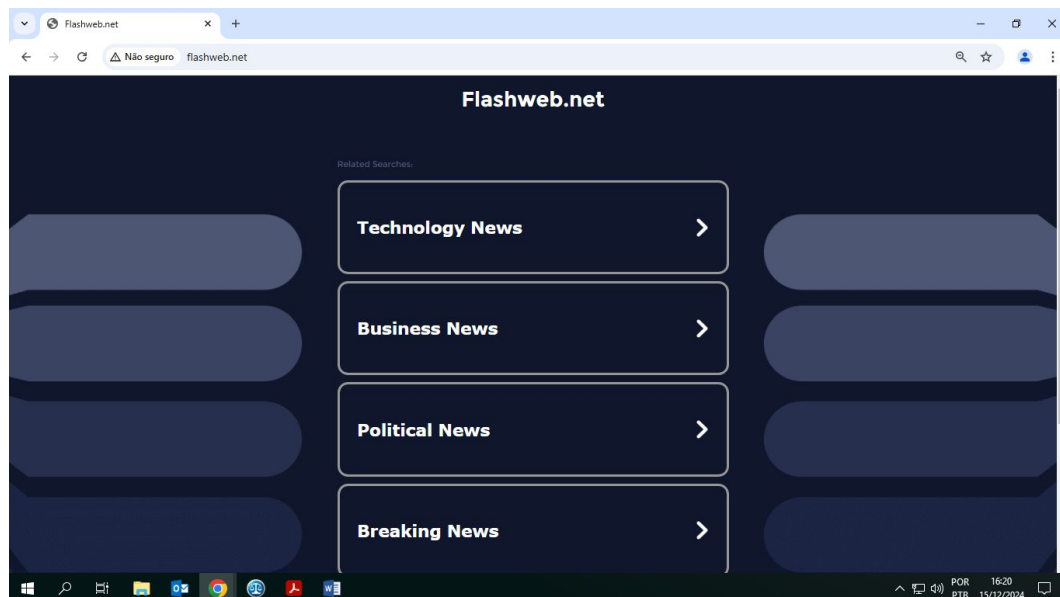 Flashweb.net
Não seguro flashweb.net
Flashweb.net
Related Searches:
Technology News
Business News
Political News
Breaking News
POR 16:20
PTB 15/12/2024